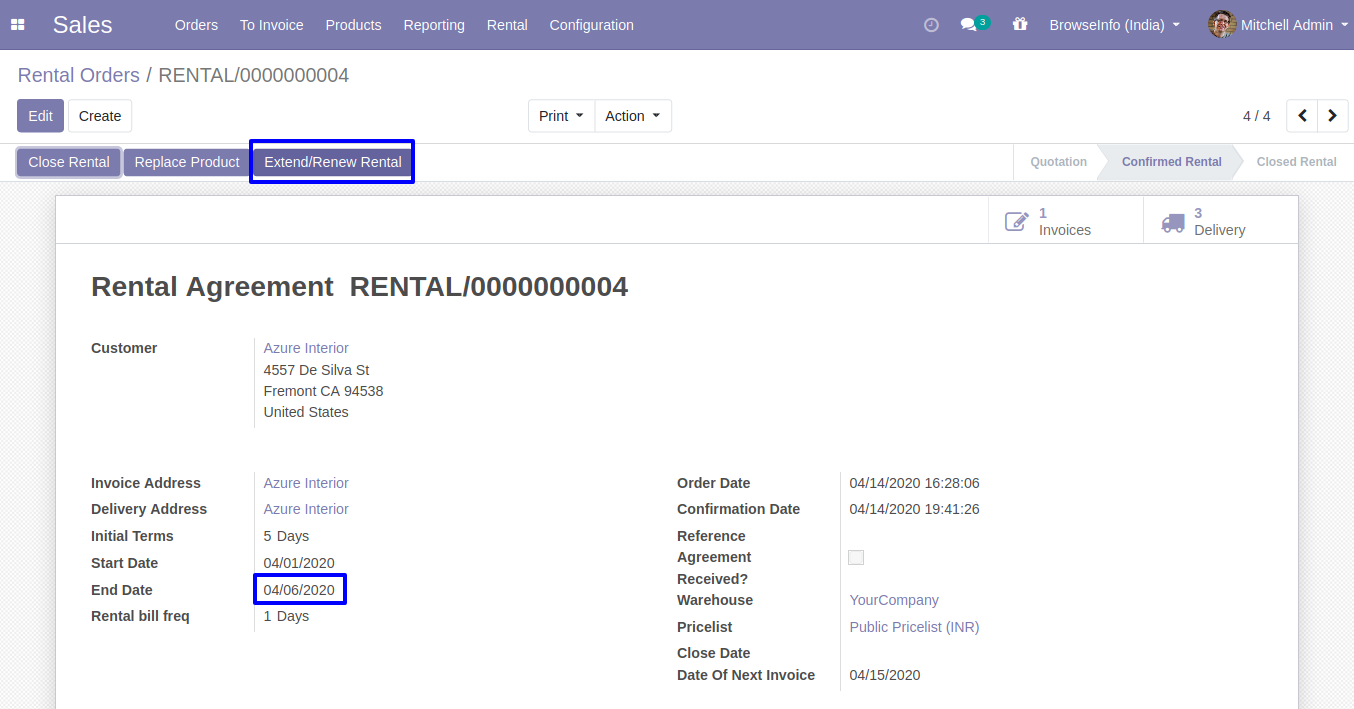 Sales Orders To Invoice Products Reporting Rental Configuration 3 BrowseInfo (India) Mitchell Admin
Rental Orders / RENTAL/0000000004
Edit Create Print Action 4 / 4
Close Rental Replace Product Extend/Renew Rental Quotation Confirmed Rental Closed Rental
1 Invoices
3 Delivery
Rental Agreement RENTAL/0000000004
Customer Azure Interior
4557 De Silva St
Fremont CA 94538
United States
Invoice Address Azure Interior
Delivery Address Azure Interior
Initial Terms 5 Days
Start Date 04/01/2020
End Date 04/06/2020
Rental bill freq 1 Days
Order Date 04/14/2020 16:28:06
Confirmation Date 04/14/2020 19:41:26
Reference
Agreement
Received?
Warehouse YourCompany
Pricelist Public Pricelist (INR)
Close Date
Date Of Next Invoice 04/15/2020